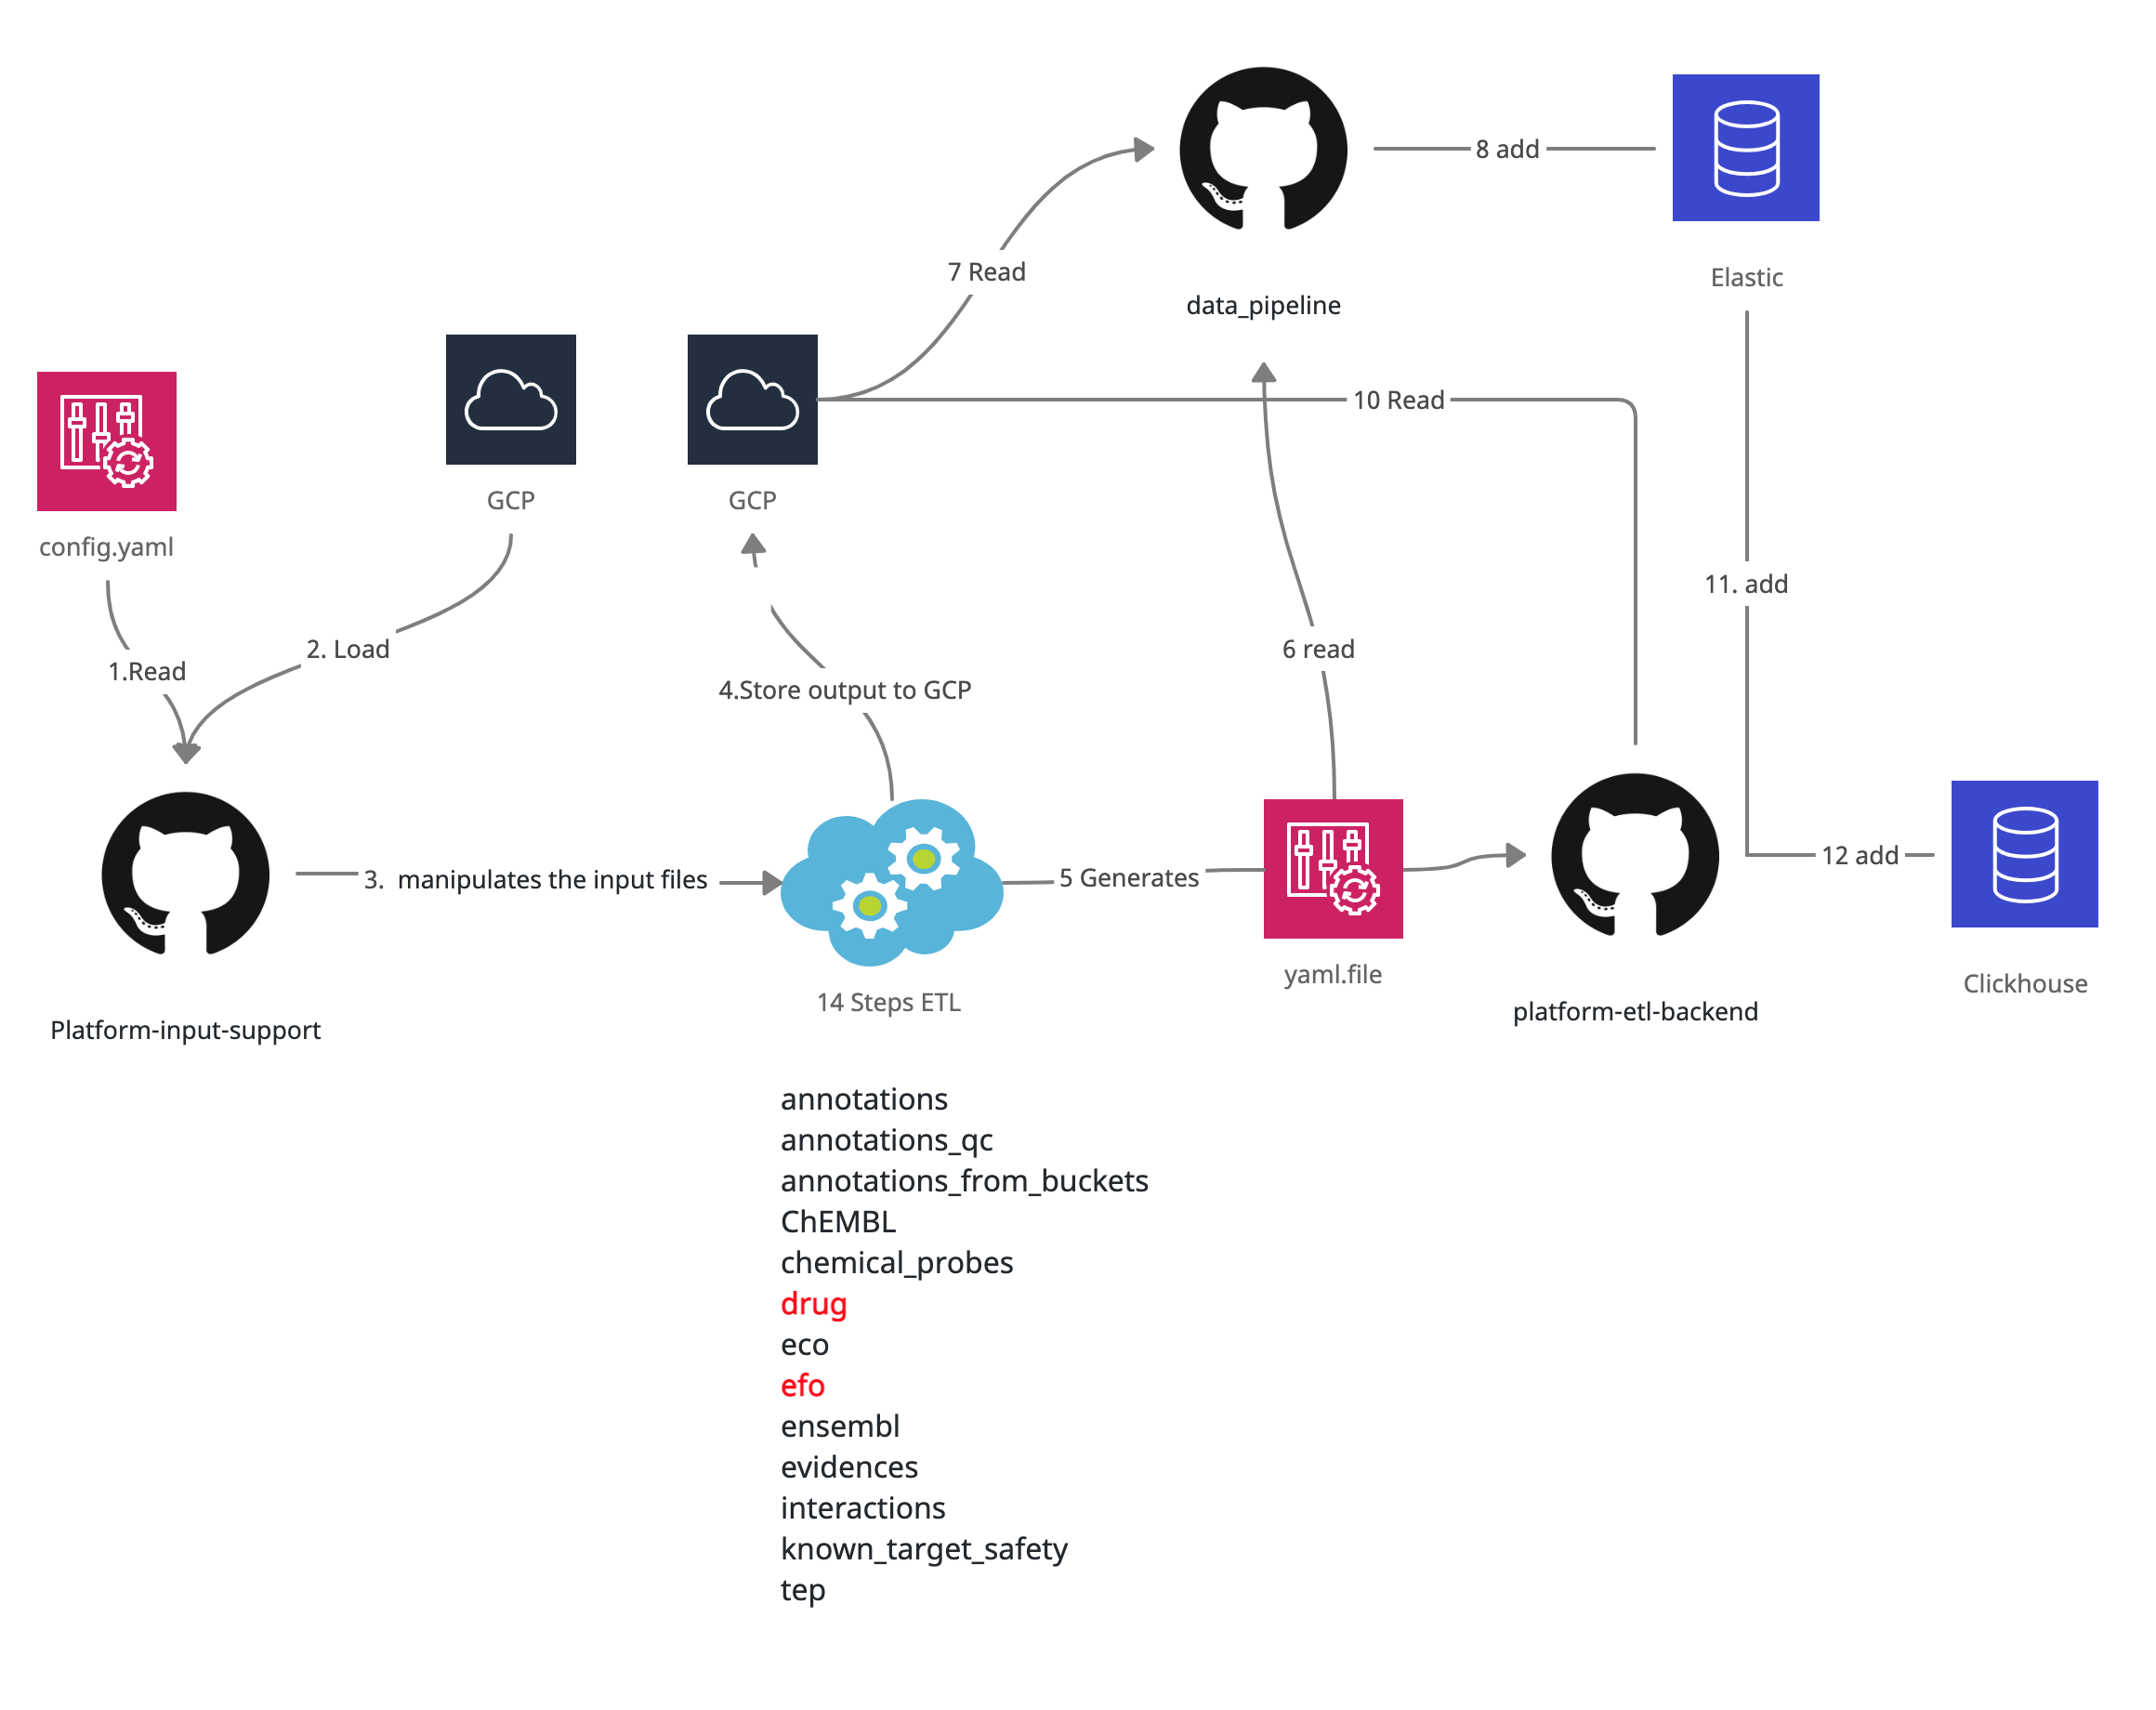 8 add
Elastic
7 Read
data_pipeline
10 Read
GCP
GCP
config.yaml
11. add
2. Load
6 read
1.Read
4.Store output to GCP
12 add
3.  manipulates the input files
5 Generates
yaml.file
Clickhouse
14 Steps ETL
platform-etl-backend
Platform-input-support
annotations
annotations_qc
annotations_from_buckets
ChEMBL
chemical_probes
drug
eco
efo
ensembl
evidences
interactions
known_target_safety
tep